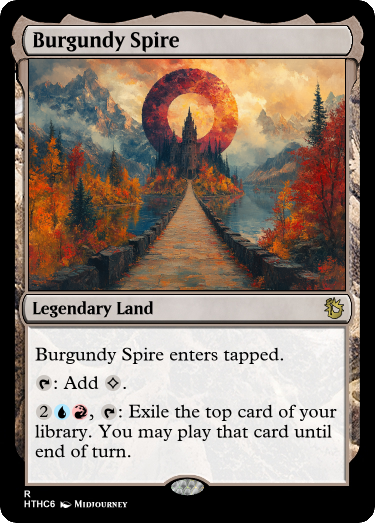 Burgundy Spire
Legendary Land
Burgundy Spire enters tapped.
: Add .
2, : Exile the top card of your
library. You may play that card until
end of turn.
R
HTHC6 Midjourney